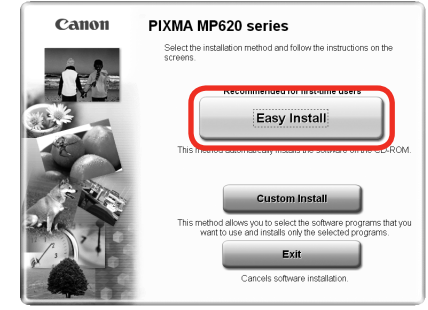 Canon
PIXMA MP620 series
Select the installation method and follow the instructions on the
screens.
Recommended for first-time users
Easy Install
This method automatically installs the software on the CD-ROM.
Custom Install
This method allows you to select the software programs that you
want to use and installs only the selected programs.
Exit
Cancels software installation.